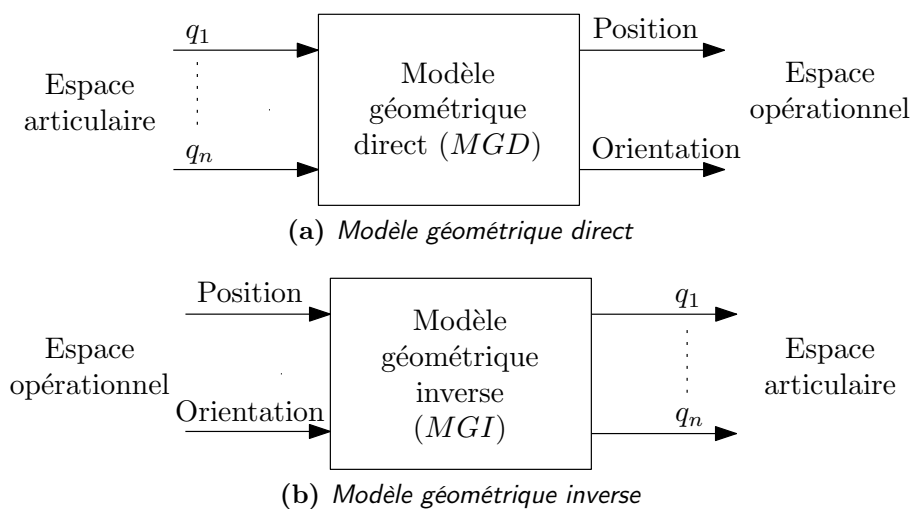 q1
qn
Espace
articulaire
Modèle
géométrique
direct (MGD)
Position
Orientation
Espace
opérationnel
(a) Modèle géométrique direct
Position
Orientation
Espace
opérationnel
Modèle
géométrique
inverse
(MGI)
q1
qn
Espace
articulaire
(b) Modèle géométrique inverse